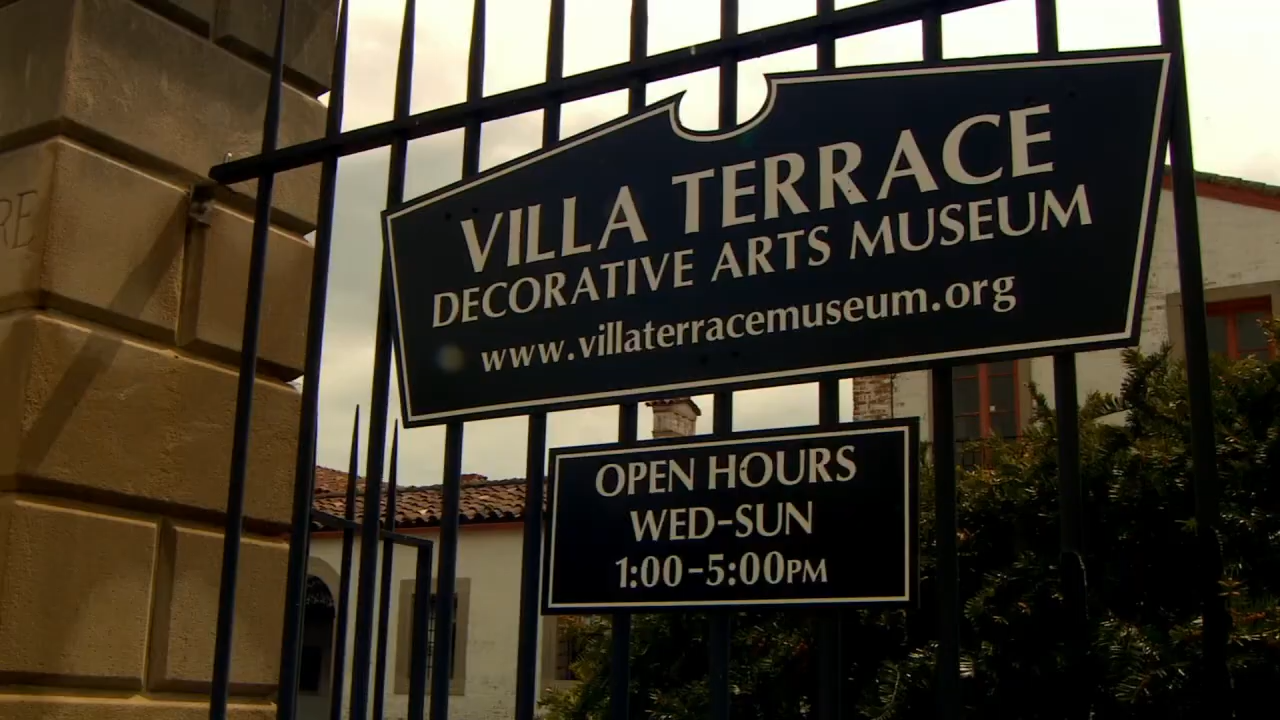 VILLA TERRACE
DECORATIVE ARTS MUSEUM
www.villaterracemuseum.org
OPEN HOURS
WED-SUN
1:00-5:00PM